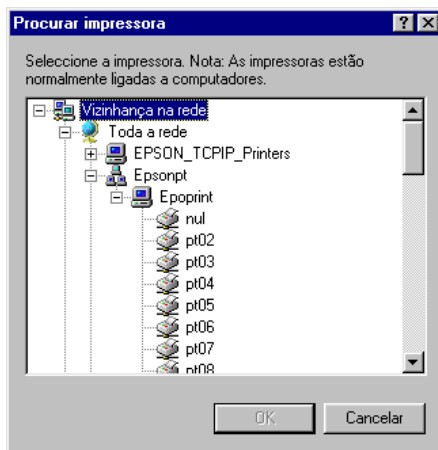 Procurar impressora
Seleccione a impressora. Nota: As impressoras estão
normalmente ligadas a computadores.
Vizinhança na rede
Toda a rede
EPSON_TCPIP_Printers
Epsonpt
Epoprint
nul
pt02
pt03
pt04
pt05
pt06
pt07
pt08
OK
Cancelar